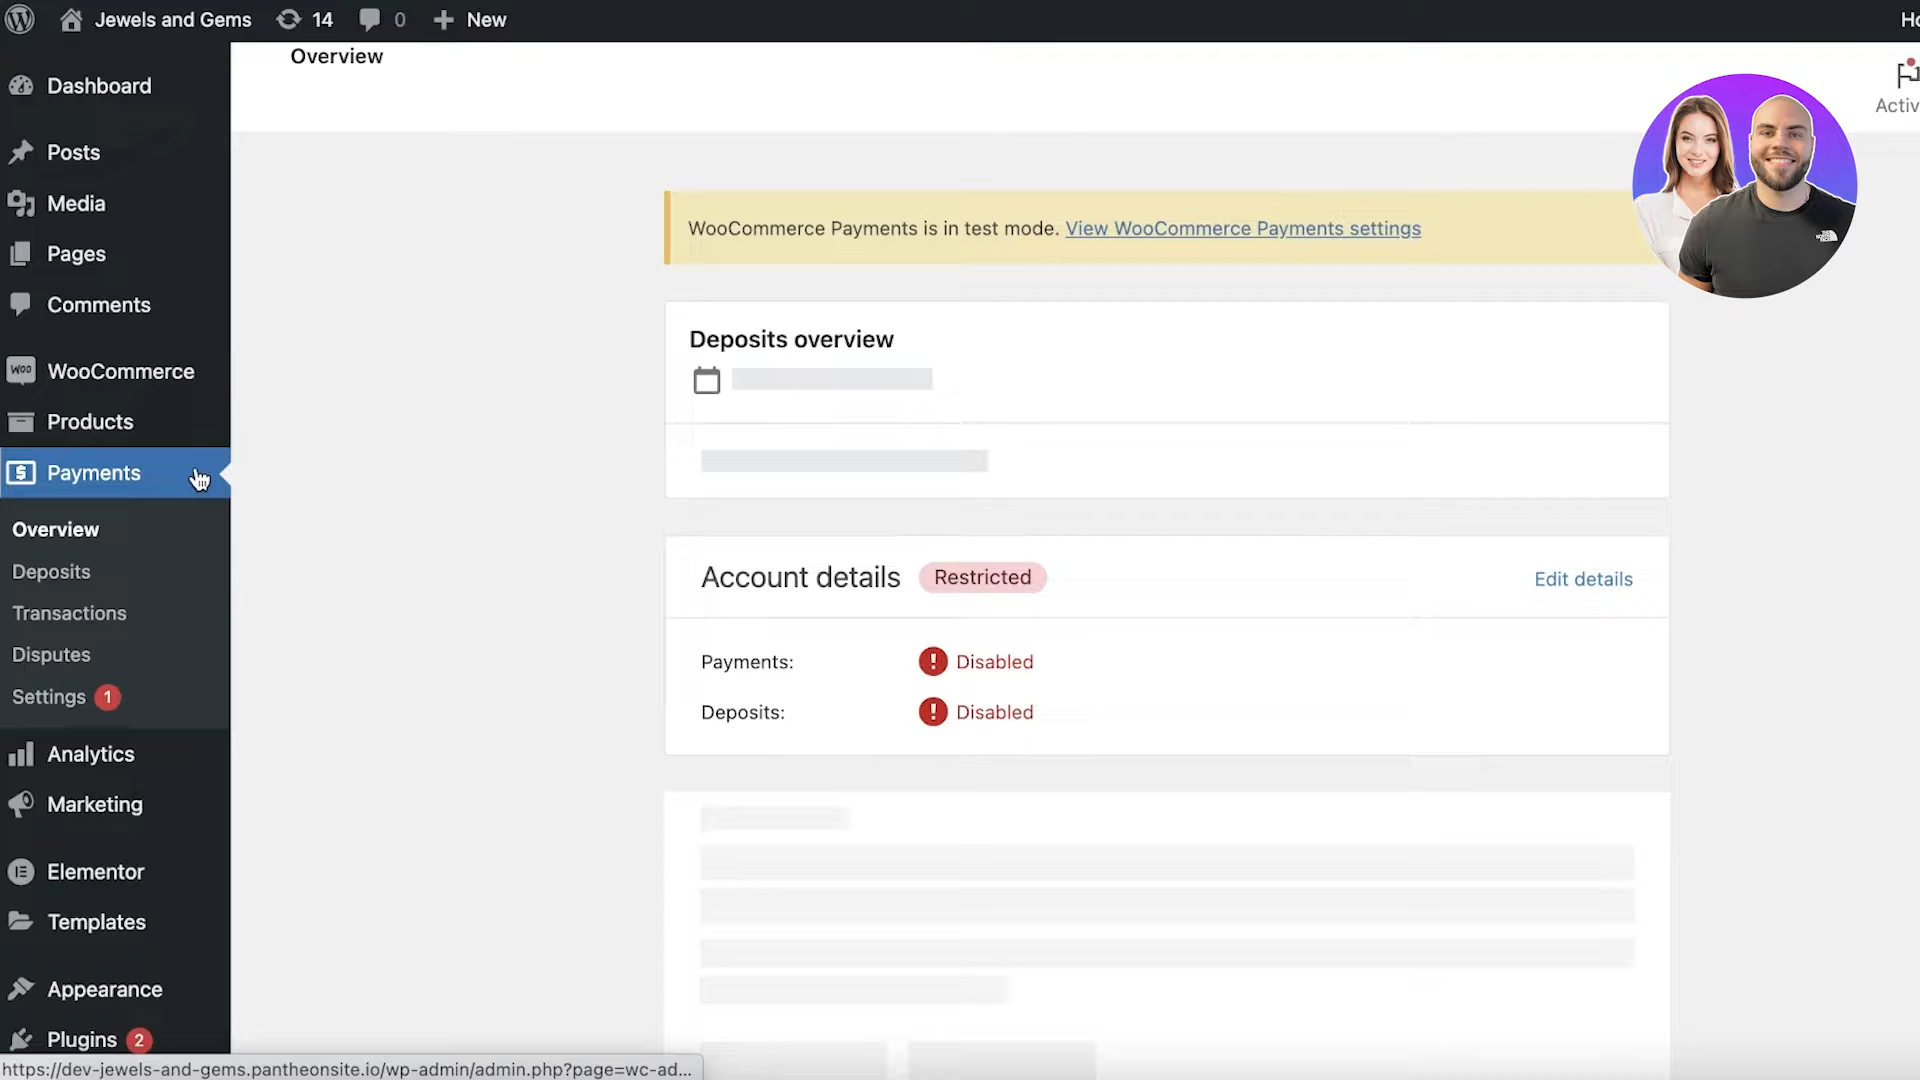 Jewels and Gems
14
0
New
Ho
Overview
Activ
Dashboard
Posts
Media
Pages
Comments
WooCommerce
Products
Payments
Overview
Deposits
Transactions
Disputes
Settings 1
Analytics
Marketing
Elementor
Templates
Appearance
Plugins 2
WooCommerce Payments is in test mode. View WooCommerce Payments settings
Deposits overview
Account details Restricted Edit details
Payments: Disabled
Deposits: Disabled
https://dev-jewels-and-gems.pantheonsite.io/wp-admin/admin.php?page=wc-ad...